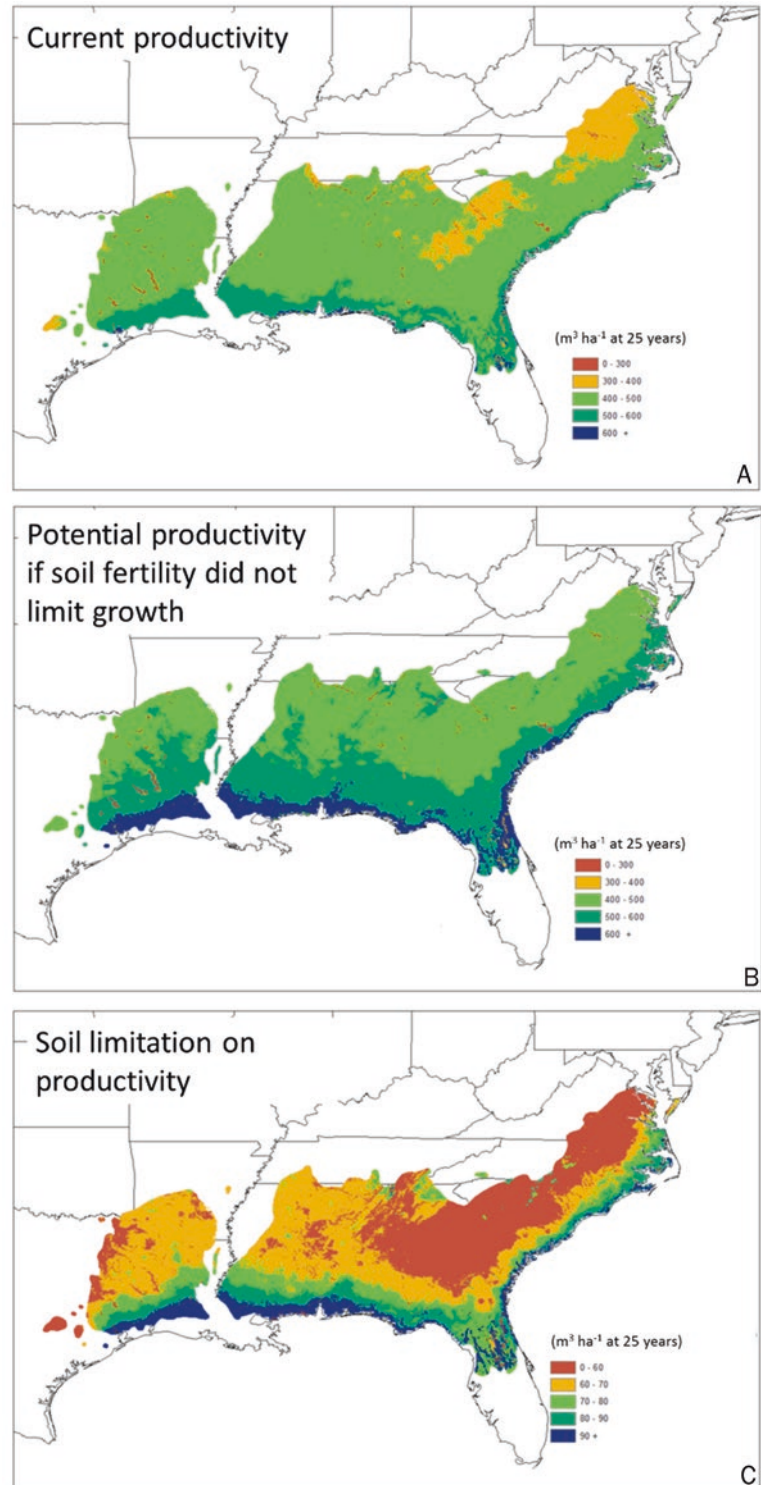 Current productivity
(m³ ha⁻¹ at 25 years)
0 - 300
300 - 400
400 - 500
500 - 600
600 +
A
Potential productivity
if soil fertility did not
limit growth
(m³ ha⁻¹ at 25 years)
0 - 300
300 - 400
400 - 500
500 - 600
600 +
B
Soil limitation on
productivity
(m³ ha⁻¹ at 25 years)
0 - 60
60 - 70
70 - 80
80 - 90
90 +
C